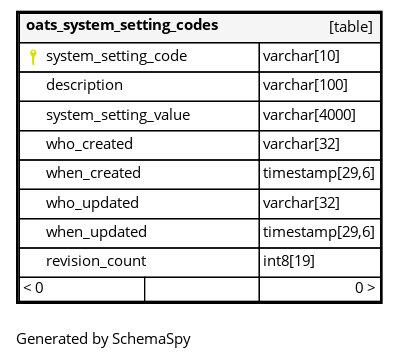 oats_system_setting_codes [table]
system_setting_code varchar[10]
description varchar[100]
system_setting_value varchar[4000]
who_created varchar[32]
when_created timestamp[29,6]
who_updated varchar[32]
when_updated timestamp[29,6]
revision_count int8[19]
< 0 0 >
Generated by SchemaSpy